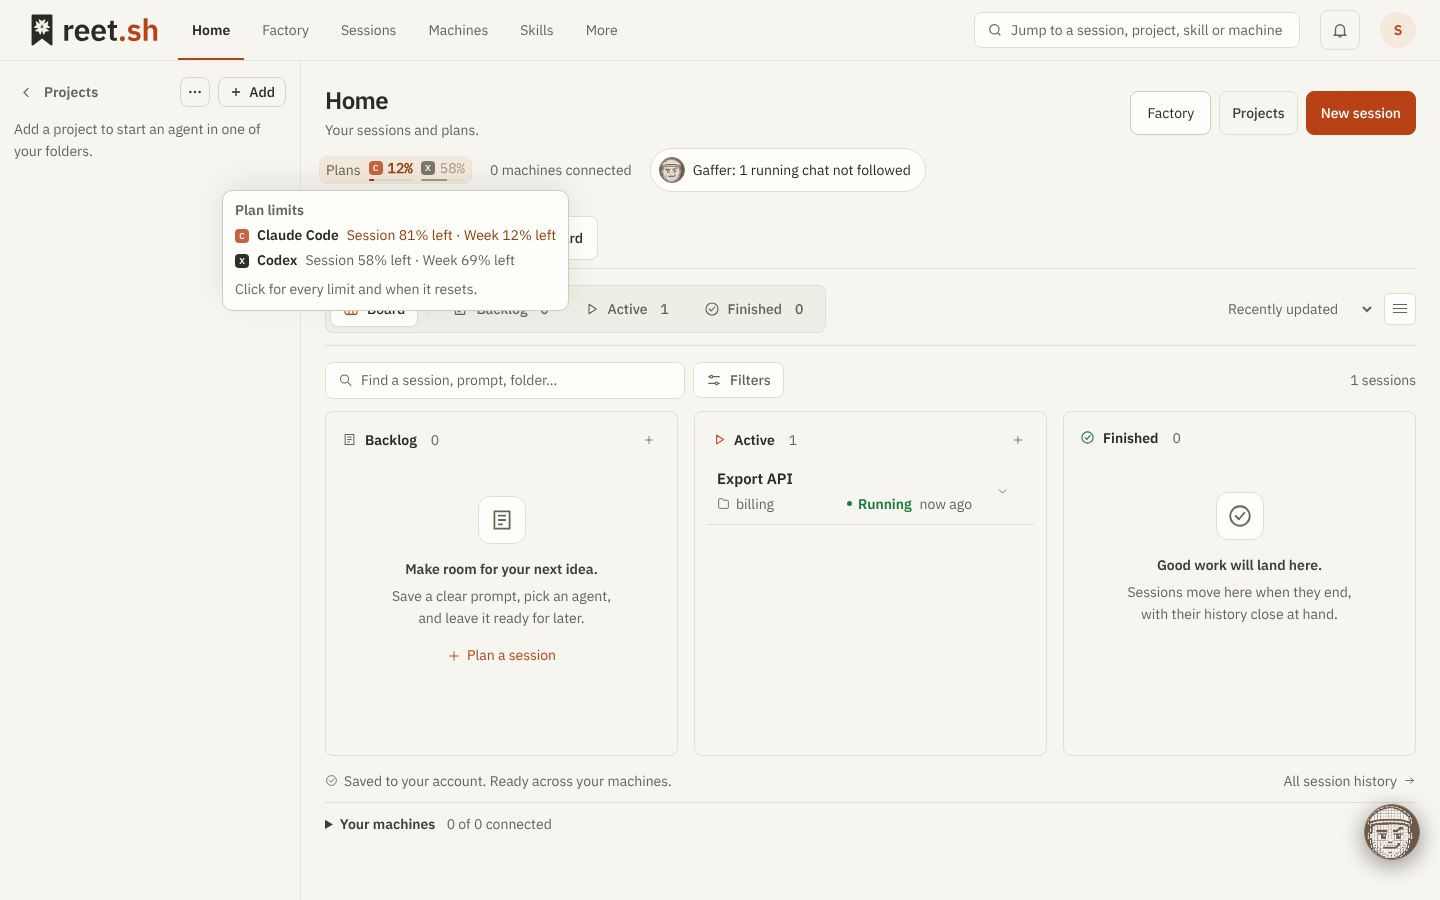 reet.sh
Home
Factory
Sessions
Machines
Skills
More
Jump to a session, project, skill or machine
S
Projects
Add
Add a project to start an agent in one of
your folders.
Home
Your sessions and plans.
Factory
Projects
New session
Plans C 12% X 58%
0 machines connected
Gaffer: 1 running chat not followed
Plan limits
C Claude Code Session 81% left · Week 12% left
X Codex Session 58% left · Week 69% left
Click for every limit and when it resets.
rd
Board
Backlog 0
Active 1
Finished 0
Recently updated
Find a session, prompt, folder...
Filters
1 sessions
Backlog 0
Make room for your next idea.
Save a clear prompt, pick an agent,
and leave it ready for later.
+ Plan a session
Active 1
Export API
billing
Running now ago
Finished 0
Good work will land here.
Sessions move here when they end,
with their history close at hand.
Saved to your account. Ready across your machines.
All session history →
Your machines 0 of 0 connected